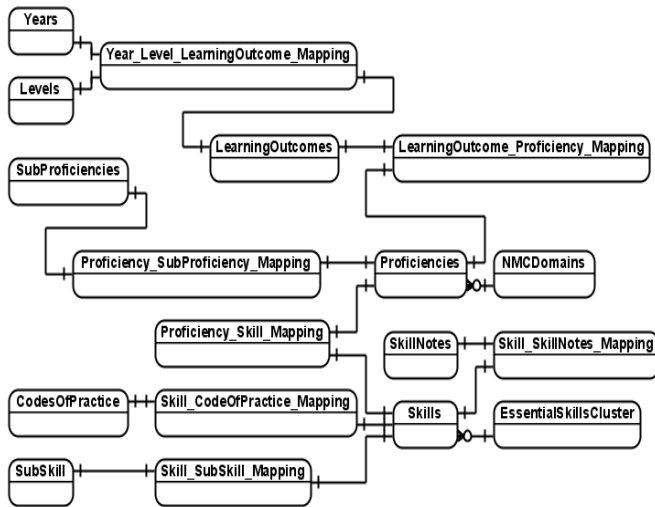 Years
Year_Level_LearningOutcome_Mapping
Levels
LearningOutcomes
LearningOutcome_Proficiency_Mapping
SubProficiencies
Proficiency_SubProficiency_Mapping
Proficiencies
NMCDomains
Proficiency_Skill_Mapping
SkillNotes
Skill_SkillNotes_Mapping
CodesOfPractice
Skill_CodeOfPractice_Mapping
Skills
EssentialSkillsCluster
SubSkill
Skill_SubSkill_Mapping